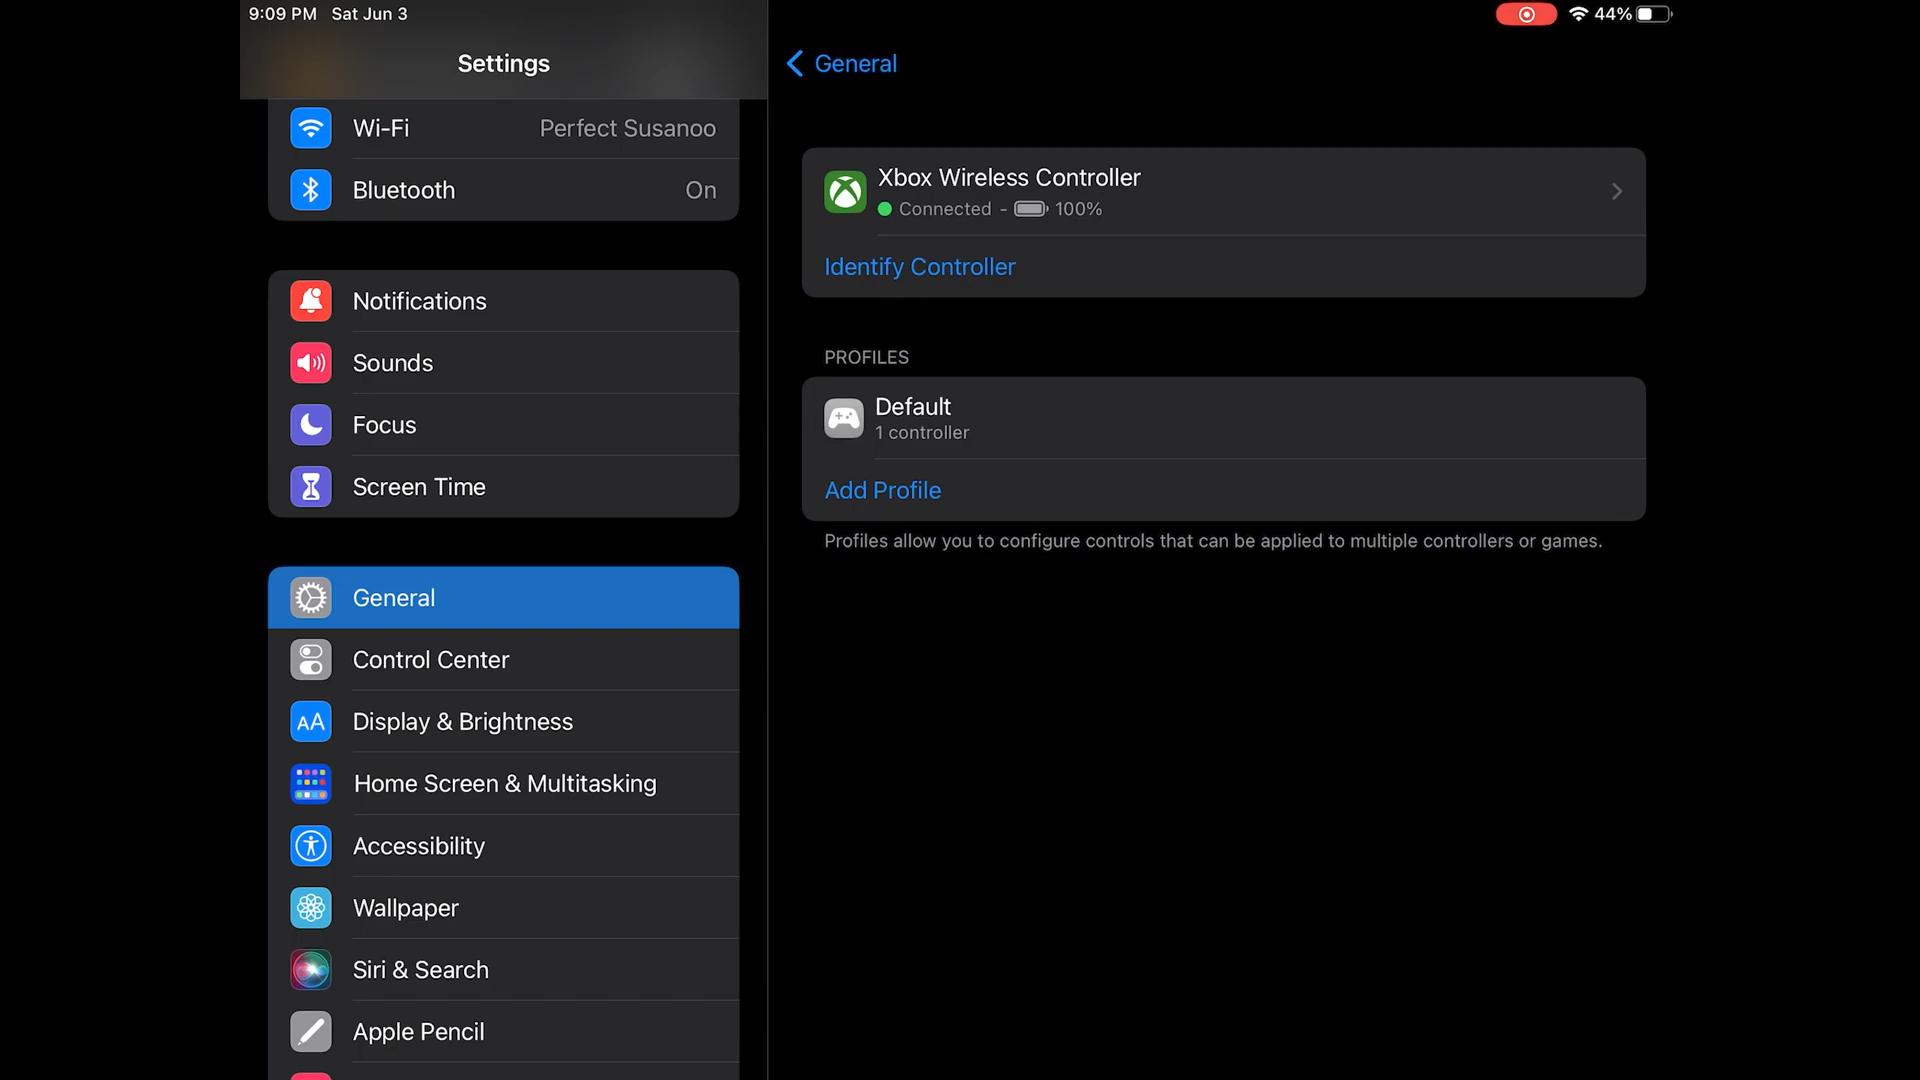 9:09 PM Sat Jun 3
44%
Settings
General
Wi-Fi Perfect Susanoo
Bluetooth On
Notifications
Sounds
Focus
Screen Time
General
Control Center
AA Display & Brightness
Home Screen & Multitasking
Accessibility
Wallpaper
Siri & Search
Apple Pencil
Xbox Wireless Controller
Connected - 100%
Identify Controller
PROFILES
Default
1 controller
Add Profile
Profiles allow you to configure controls that can be applied to multiple controllers or games.